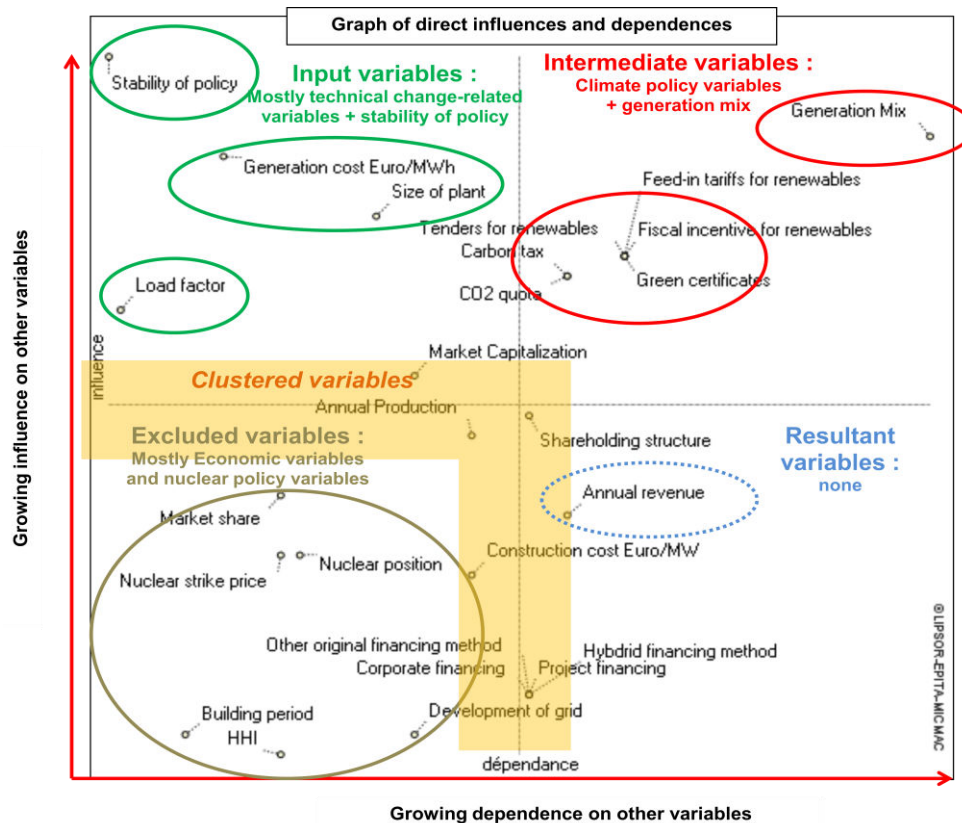 Graph of direct influences and dependences
Stability of policy
Input variables :
Mostly technical change-related
variables + stability of policy
Intermediate variables :
Climate policy variables
+ generation mix
Generation Mix
Generation cost Euro/MWh
Size of plant
Feed-in tariffs for renewables
Tenders for renewables
Fiscal incentive for renewables
Carbon tax
Green certificates
CO2 quota
Load factor
influence
Market Capitalization
Clustered variables
Annual Production
Shareholding structure
Excluded variables :
Mostly Economic variables
and nuclear policy variables
Resultant
variables :
none
Market share
Annual revenue
Nuclear strike price
Nuclear position
Construction cost Euro/MW
Other original financing method
Hybdrid financing method
Corporate financing
Project financing
Building period
HHI
Development of grid
dépendance
Growing influence on other variables
Growing dependence on other variables
© LIPSOR-EPITA-MICMAC